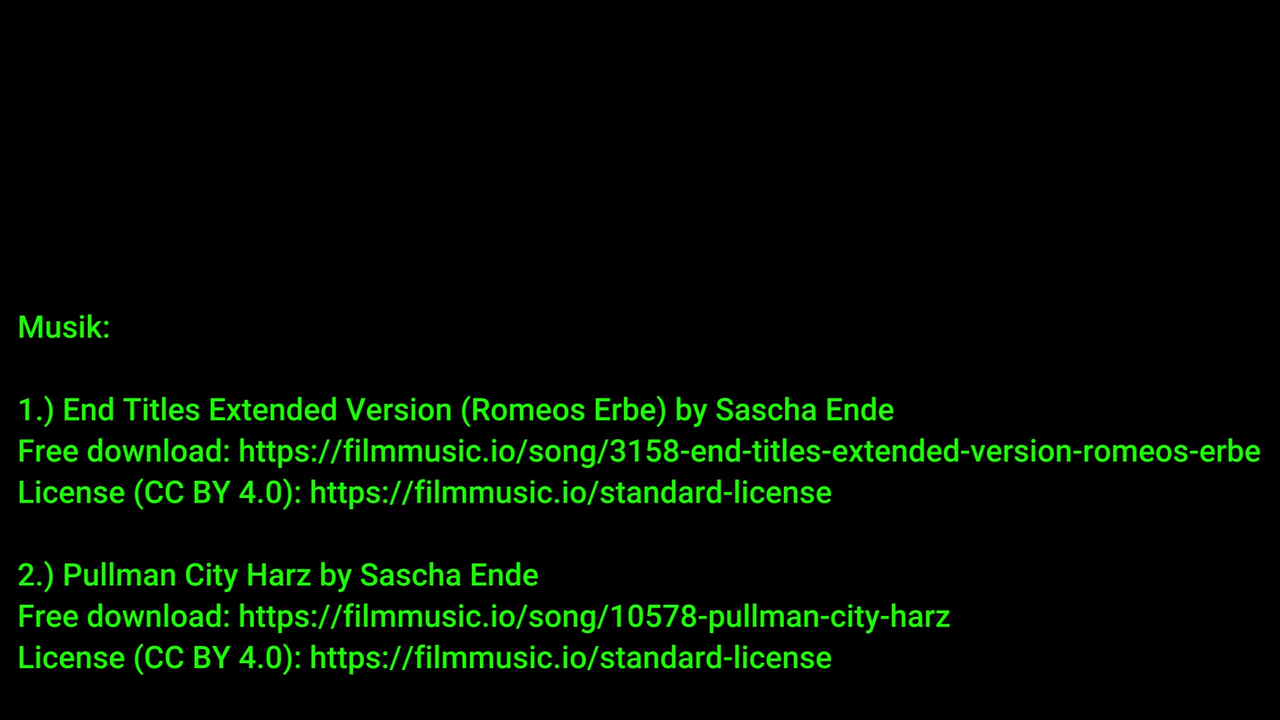 Musik:
1.) End Titles Extended Version (Romeos Erbe) by Sascha Ende
Free download: https://filmmusic.io/song/3158-end-titles-extended-version-romeos-erbe
License (CC BY 4.0): https://filmmusic.io/standard-license
2.) Pullman City Harz by Sascha Ende
Free download: https://filmmusic.io/song/10578-pullman-city-harz
License (CC BY 4.0): https://filmmusic.io/standard-license